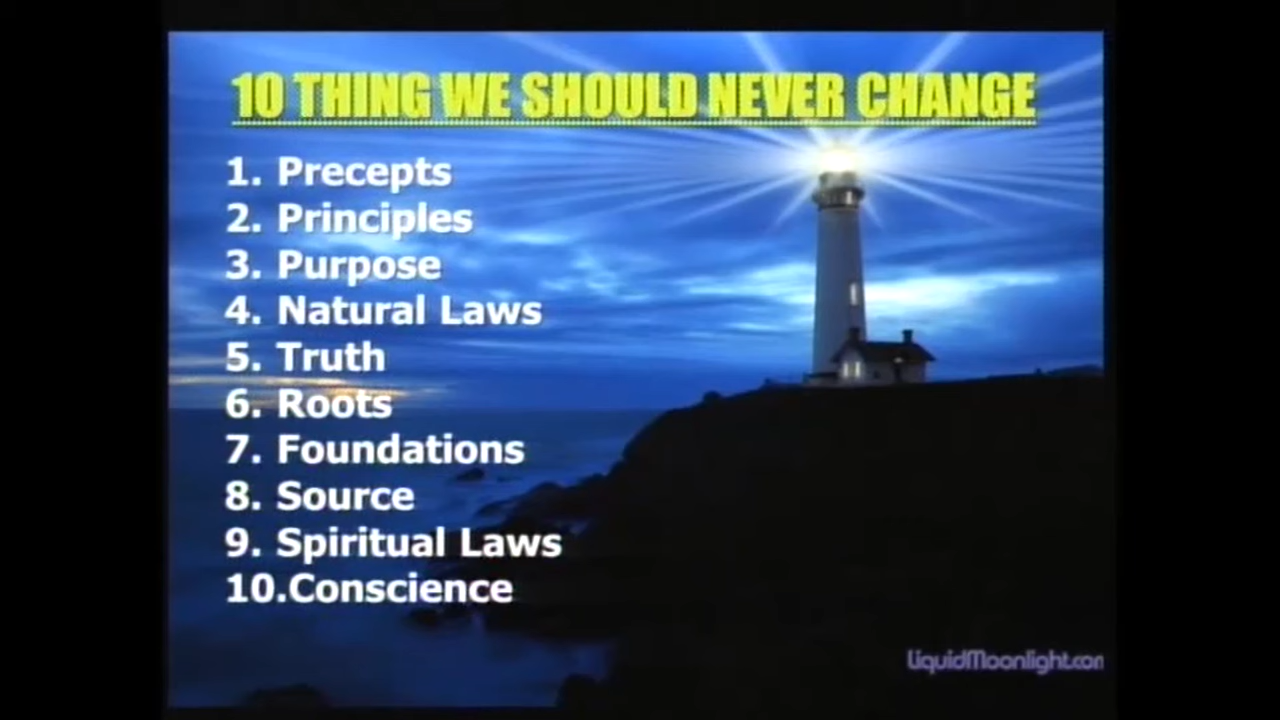 10 THING WE SHOULD NEVER CHANGE
1. Precepts
2. Principles
3. Purpose
4. Natural Laws
5. Truth
6. Roots
7. Foundations
8. Source
9. Spiritual Laws
10.Conscience
LiquidMoonlight.com